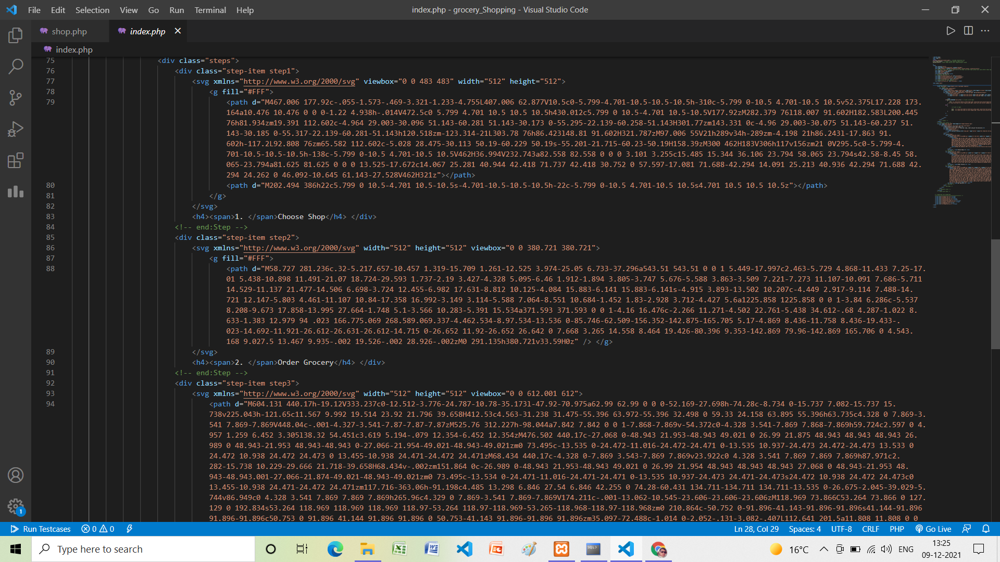 File Edit Selection View Go Run Terminal Help
index.php - grocery_Shopping - Visual Studio Code
shop.php
index.php
index.php
75 <div class="steps">
76 <div class="step-item step1">
77 <svg xmlns="http://www.w3.org/2000/svg" viewbox="0 0 483 483" width="512" height="512">
78 <g fill="#FFF">
79 <path d="M467.006 177.92c-.055-1.573-.469-3.321-1.233-4.755L407.006 62.877V10.5c0-5.799-4.701-10.5-10.5-10.5h-310c-5.799 0-10.5 4.701-10.5 10.5v52.375L17.228 173.
164a10.476 10.476 0 0 0-1.22 4.938h-.014V472.5c0 5.799 4.701 10.5 10.5 10.5h430.012c5.799 0 10.5-4.701 10.5-10.5V177.92zM282.379 76l18.007 91.602H182.583L200.445
76h81.934zm19.391 112.602c-4.964 29.003-30.096 51.143-60.281 51.143-30.173 0-55.295-22.139-60.258-51.143H301.77zm143.331 0c-4.96 29.003-30.075 51.143-60.237 51.
143-30.185 0-55.317-22.139-60.281-51.143h120.518zm-123.314-21L303.78 76h86.423l48.81 91.602H321.787zM97.006 55V21h289v34h-289zm-4.198 21h86.243l-17.863 91.
602h-117.2L92.808 76zm65.582 112.602c-5.028 28.475-30.113 50.19-60.229 50.19s-55.201-21.715-60.23-50.19H158.39zM300 462H183V306h117v156zm21 0V295.5c0-5.799-4.
701-10.5-10.5-10.5h-138c-5.799 0-10.5 4.701-10.5 10.5V462H36.994V232.743a82.558 82.558 0 0 0 3.101 3.255c15.485 15.344 36.106 23.794 58.065 23.794s42.58-8.45 58.
065-23.794a81.625 81.625 0 0 0 13.525-17.672c14.067 25.281 40.944 42.418 71.737 42.418 30.752 0 57.597-17.081 71.688-42.294 14.091 25.213 40.936 42.294 71.688 42.
294 24.262 0 46.092-10.645 61.143-27.528V462H321z"></path>
80 <path d="M202.494 386h22c5.799 0 10.5-4.701 10.5-10.5s-4.701-10.5-10.5-10.5h-22c-5.799 0-10.5 4.701-10.5 10.5s4.701 10.5 10.5 10.5z"></path>
81 </g>
82 </svg>
83 <h4><span>1. </span>Choose Shop</h4> </div>
84 <!-- end:Step -->
85 <div class="step-item step2">
86 <svg xmlns="http://www.w3.org/2000/svg" width="512" height="512" viewbox="0 0 380.721 380.721">
87 <g fill="#FFF">
88 <path d="M58.727 281.236c.32-5.217.657-10.457 1.319-15.709 1.261-12.525 3.974-25.05 6.733-37.296a543.51 543.51 0 0 1 5.449-17.997c2.463-5.729 4.868-11.433 7.25-17.
01 5.438-10.898 11.491-21.07 18.724-29.593 1.737-2.19 3.427-4.328 5.095-6.46 1.912-1.894 3.805-3.747 5.676-5.588 3.863-3.509 7.221-7.273 11.107-10.091 7.686-5.711
14.529-11.137 21.477-14.506 6.698-3.724 12.455-6.982 17.631-8.812 10.125-4.084 15.883-6.141 15.883-6.141s-4.915 3.893-13.502 10.207c-4.449 2.917-9.114 7.488-14.
721 12.147-5.803 4.461-11.107 10.84-17.358 16.992-3.149 3.114-5.588 7.064-8.551 10.684-1.452 1.83-2.928 3.712-4.427 5.6a1225.858 1225.858 0 0 1-3.84 6.286c-5.537
8.208-9.673 17.858-13.995 27.664-1.748 5.1-3.566 10.283-5.391 15.534a371.593 371.593 0 0 1-4.16 16.476c-2.266 11.271-4.502 22.761-5.438 34.612-.68 4.287-1.022 8.
633-1.383 12.979 94 .023 166.775.069 268.589.069.337-4.462.534-8.97.534-13.536 0-85.746-62.509-156.352-142.875-165.705 5.17-4.869 8.436-11.758 8.436-19.433-.
023-14.692-11.921-26.612-26.631-26.612-14.715 0-26.652 11.92-26.652 26.642 0 7.668 3.265 14.558 8.464 19.426-80.396 9.353-142.869 79.96-142.869 165.706 0 4.543.
168 9.027.5 13.467 9.935-.002 19.526-.002 28.926-.002zM0 291.135h380.721v33.59H0z" /> </g>
89 </svg>
90 <h4><span>2. </span>Order Grocery</h4> </div>
91 <!-- end:Step -->
92 <div class="step-item step3">
93 <svg xmlns="http://www.w3.org/2000/svg" width="512" height="512" viewbox="0 0 612.001 612">
94 <path d="M604.131 440.17h-19.12V333.237c0-12.512-3.776-24.787-10.78-35.173l-47.92-70.975a62.99 62.99 0 0 0-52.169-27.698h-74.28c-8.734 0-15.737 7.082-15.737 15.
738v225.043h-121.65c11.567 9.992 19.514 23.92 21.796 39.658H412.53c4.563-31.238 31.475-55.396 63.972-55.396 32.498 0 59.33 24.158 63.895 55.396h63.735c4.328 0 7.869-3.
541 7.869-7.869V448.04c-.001-4.327-3.541-7.87-7.87-7.87zM525.76 312.227h-98.044a7.842 7.842 0 0 1-7.868-7.869v-54.372c0-4.328 3.541-7.869 7.868-7.869h59.724c2.597 0 4.
957 1.259 6.452 3.305l38.32 54.451c3.619 5.194-.079 12.354-6.452 12.354zM476.502 440.17c-27.068 0-48.943 21.953-48.943 49.021 0 26.99 21.875 48.943 48.943 48.943 26.
989 0 48.943-21.953 48.943-48.943 0-27.066-21.954-49.021-48.943-49.021zm0 73.495c-13.535 0-24.472-11.016-24.472-24.471 0-13.535 10.937-24.473 24.472-24.473 13.533 0
24.472 10.938 24.472 24.473 0 13.455-10.938 24.471-24.472 24.471zM68.434 440.17c-4.328 0-7.869 3.543-7.869 7.869v23.922c0 4.328 3.541 7.869 7.869 7.869h87.971c2.
282-15.738 10.229-29.666 21.718-39.658H68.434v-.002zm151.864 0c-26.989 0-48.943 21.953-48.943 49.021 0 26.99 21.954 48.943 48.943 48.943 27.068 0 48.943-21.953 48.
943-48.943.001-27.066-21.874-49.021-48.943-49.021zm0 73.495c-13.534 0-24.471-11.016-24.471-24.471 0-13.535 10.937-24.473 24.471-24.473s24.472 10.938 24.472 24.473c0
13.455-10.938 24.471-24.472 24.471zm117.716-363.06h-91.198c4.485 13.298 6.846 27.54 6.846 42.255 0 74.28-60.431 134.711-134.711 134.711-13.535 0-26.675-2.045-39.029-5.
744v86.949c0 4.328 3.541 7.869 7.869 7.869h265.96c4.329 0 7.869-3.541 7.869-7.869V174.211c-.001-13.062-10.545-23.606-23.606-23.606zM118.969 73.866C53.264 73.866 0 127.
129 0 192.834s53.264 118.969 118.969 118.969 118.97-53.264 118.97-118.969-53.265-118.968-118.97-118.968zm0 210.864c-50.752 0-91.896-41.143-91.896-91.896s41.144-91.896
91.896-91.896c50.753 0 91.896 41.144 91.896 91.896 0 50.753-41.143 91.896-91.896 91.896zm35.097-72.488c-1.014 0-2.052-.131-3.082-.407L112.641 201.5a11.808 11.808 0 0
Run Testcases 0 0 Ln 28, Col 29 Spaces: 4 UTF-8 CRLF PHP Go Live
1
Type here to search
16°C ENG 13:25
09-12-2021